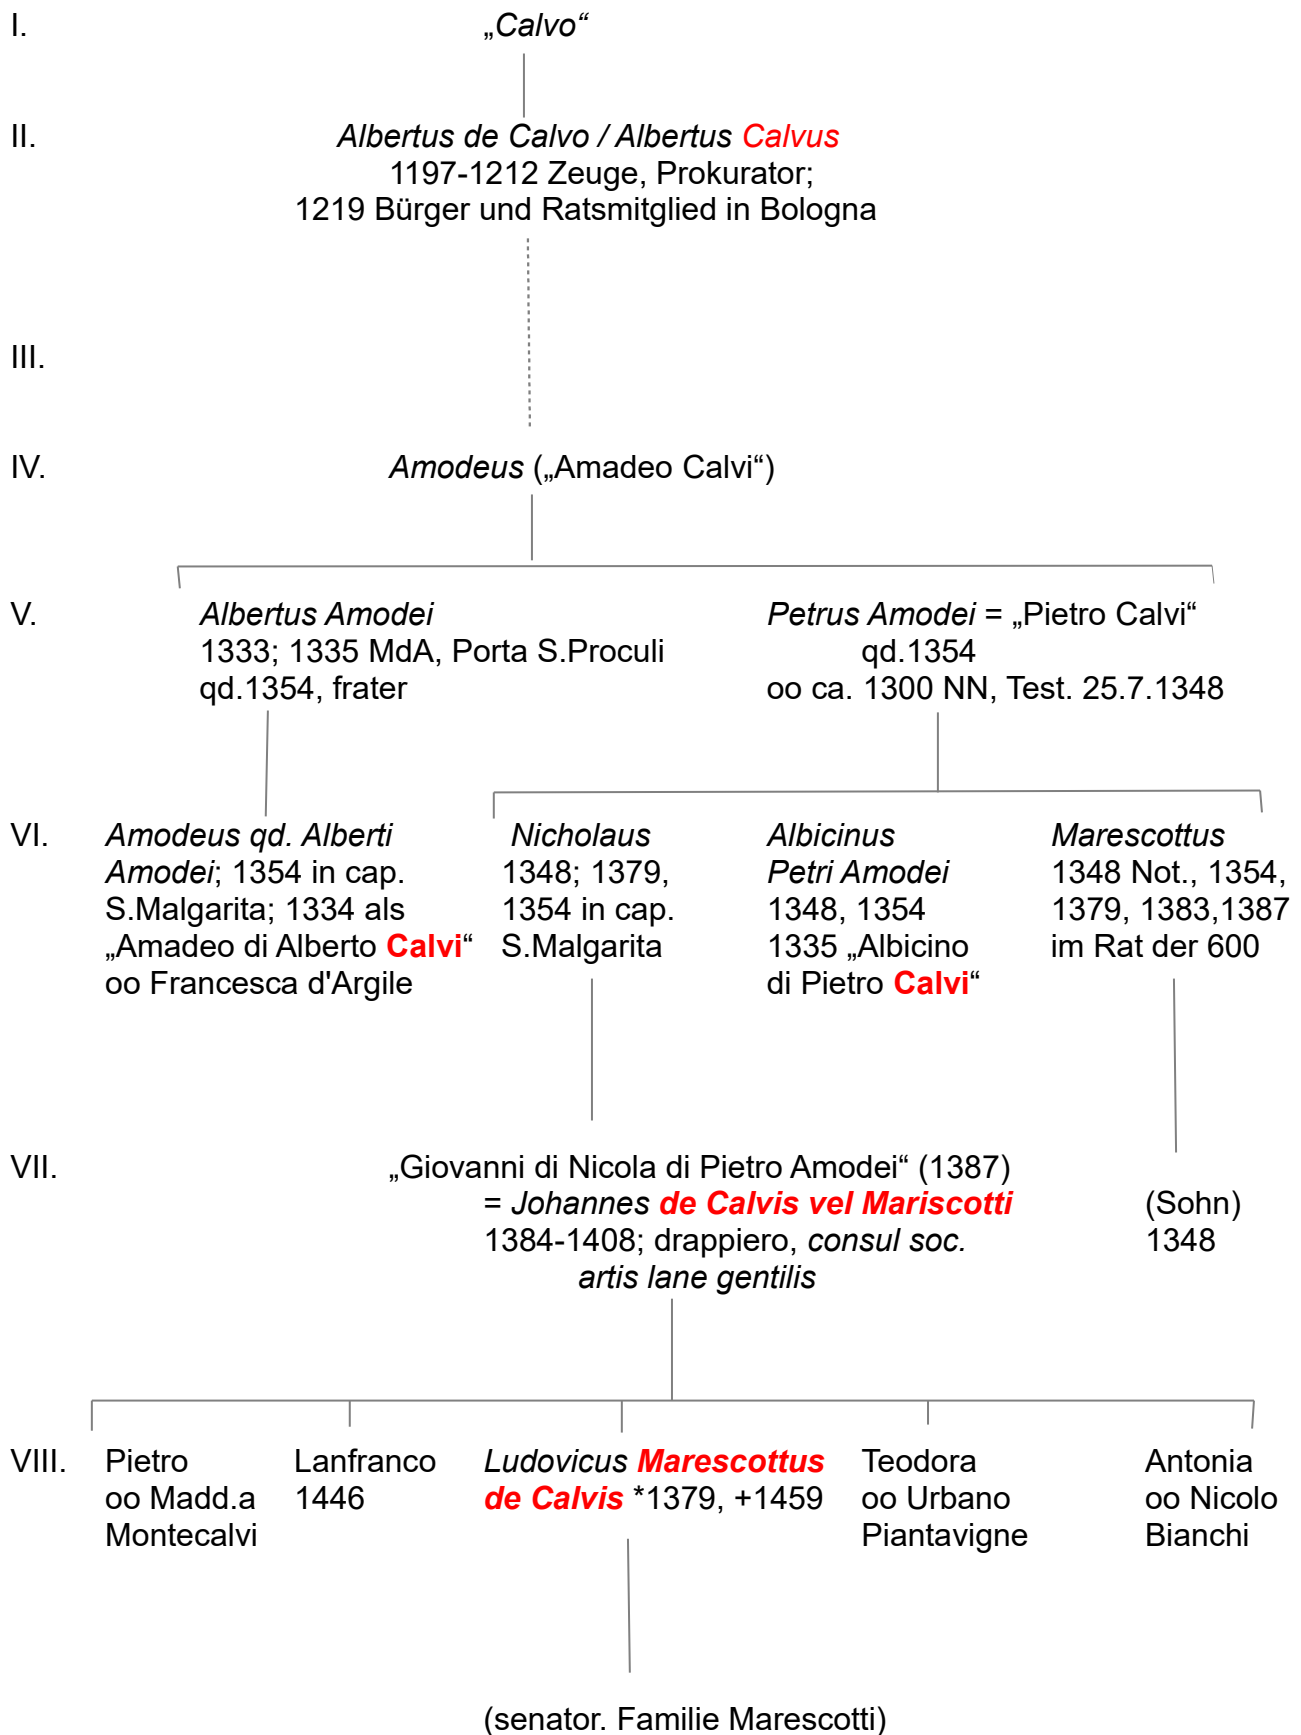 I. „Calvo“
II. Albertus de Calvo / Albertus Calvus
1197-1212 Zeuge, Prokurator;
1219 Bürger und Ratsmitglied in Bologna
III.
IV. Amodeus („Amadeo Calvi“)
V. Albertus Amodei
1333; 1335 MdA, Porta S.Proculi
qd.1354, frater
Petrus Amodei = „Pietro Calvi“
qd.1354
oo ca. 1300 NN, Test. 25.7.1348
VI. Amodeus qd. Alberti
Amodei; 1354 in cap.
S.Malgarita; 1334 als
„Amadeo di Alberto Calvi“
oo Francesca d'Argile
Nicholaus
1348; 1379,
1354 in cap.
S.Malgarita
Albicinus
Petri Amodei
1348, 1354
1335 „Albicino
di Pietro Calvi“
Marescottus
1348 Not., 1354,
1379, 1383,1387
im Rat der 600
VII. „Giovanni di Nicola di Pietro Amodei“ (1387)
= Johannes de Calvis vel Mariscotti
1384-1408; drappiero, consul soc.
artis lane gentilis
(Sohn)
1348
VIII. Pietro
oo Madd.a
Montecalvi
Lanfranco
1446
Ludovicus Marescottus
de Calvis *1379, +1459
Teodora
oo Urbano
Piantavigne
Antonia
oo Nicolo
Bianchi
(senator. Familie Marescotti)